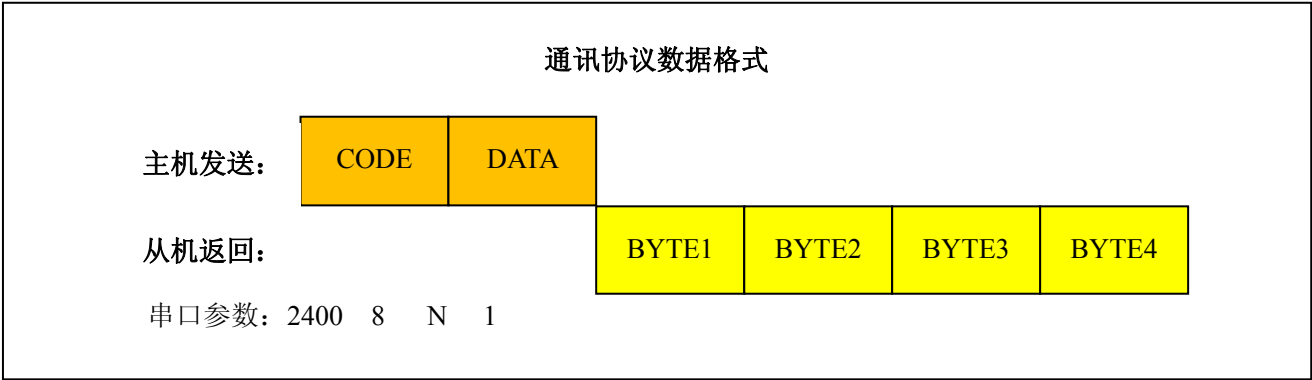 通讯协议数据格式
主机发送： CODE DATA
从机返回： BYTE1 BYTE2 BYTE3 BYTE4
串口参数：2400 8 N 1